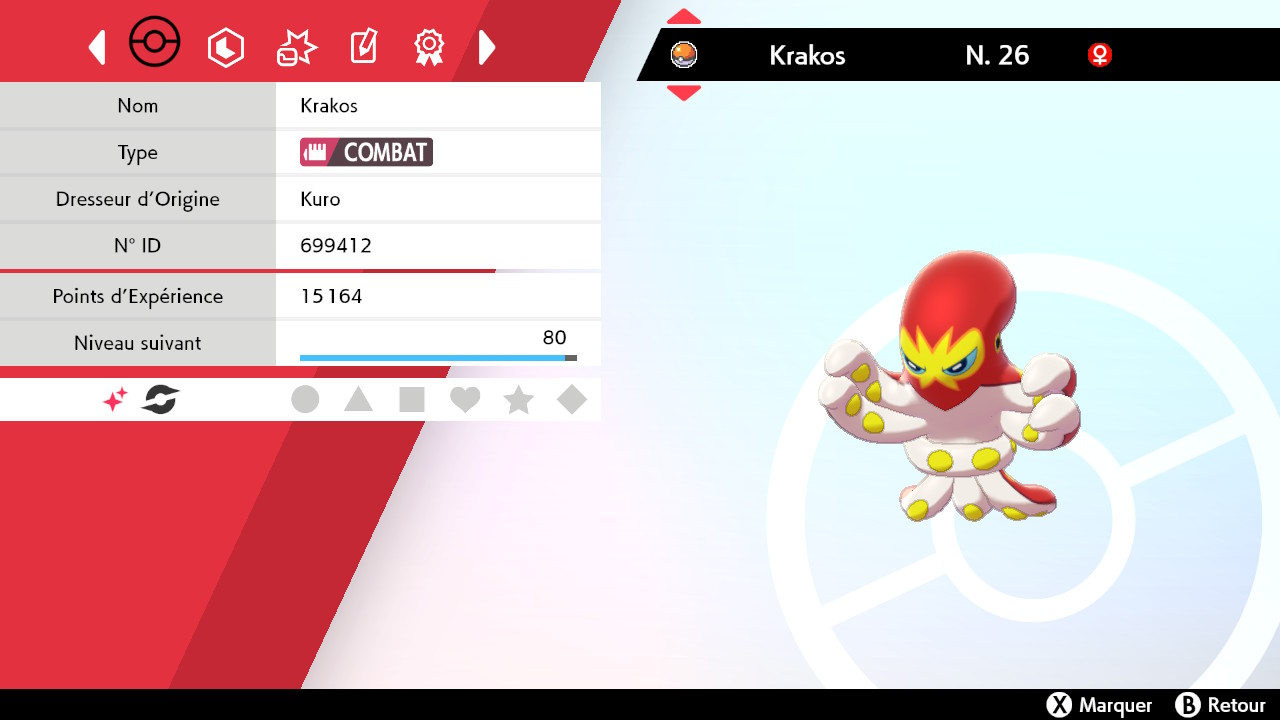 Krakos N. 26
Nom Krakos
Type COMBAT
Dresseur d'Origine Kuro
N° ID 699412
Points d'Expérience 15 164
Niveau suivant 80
X Marquer B Retour